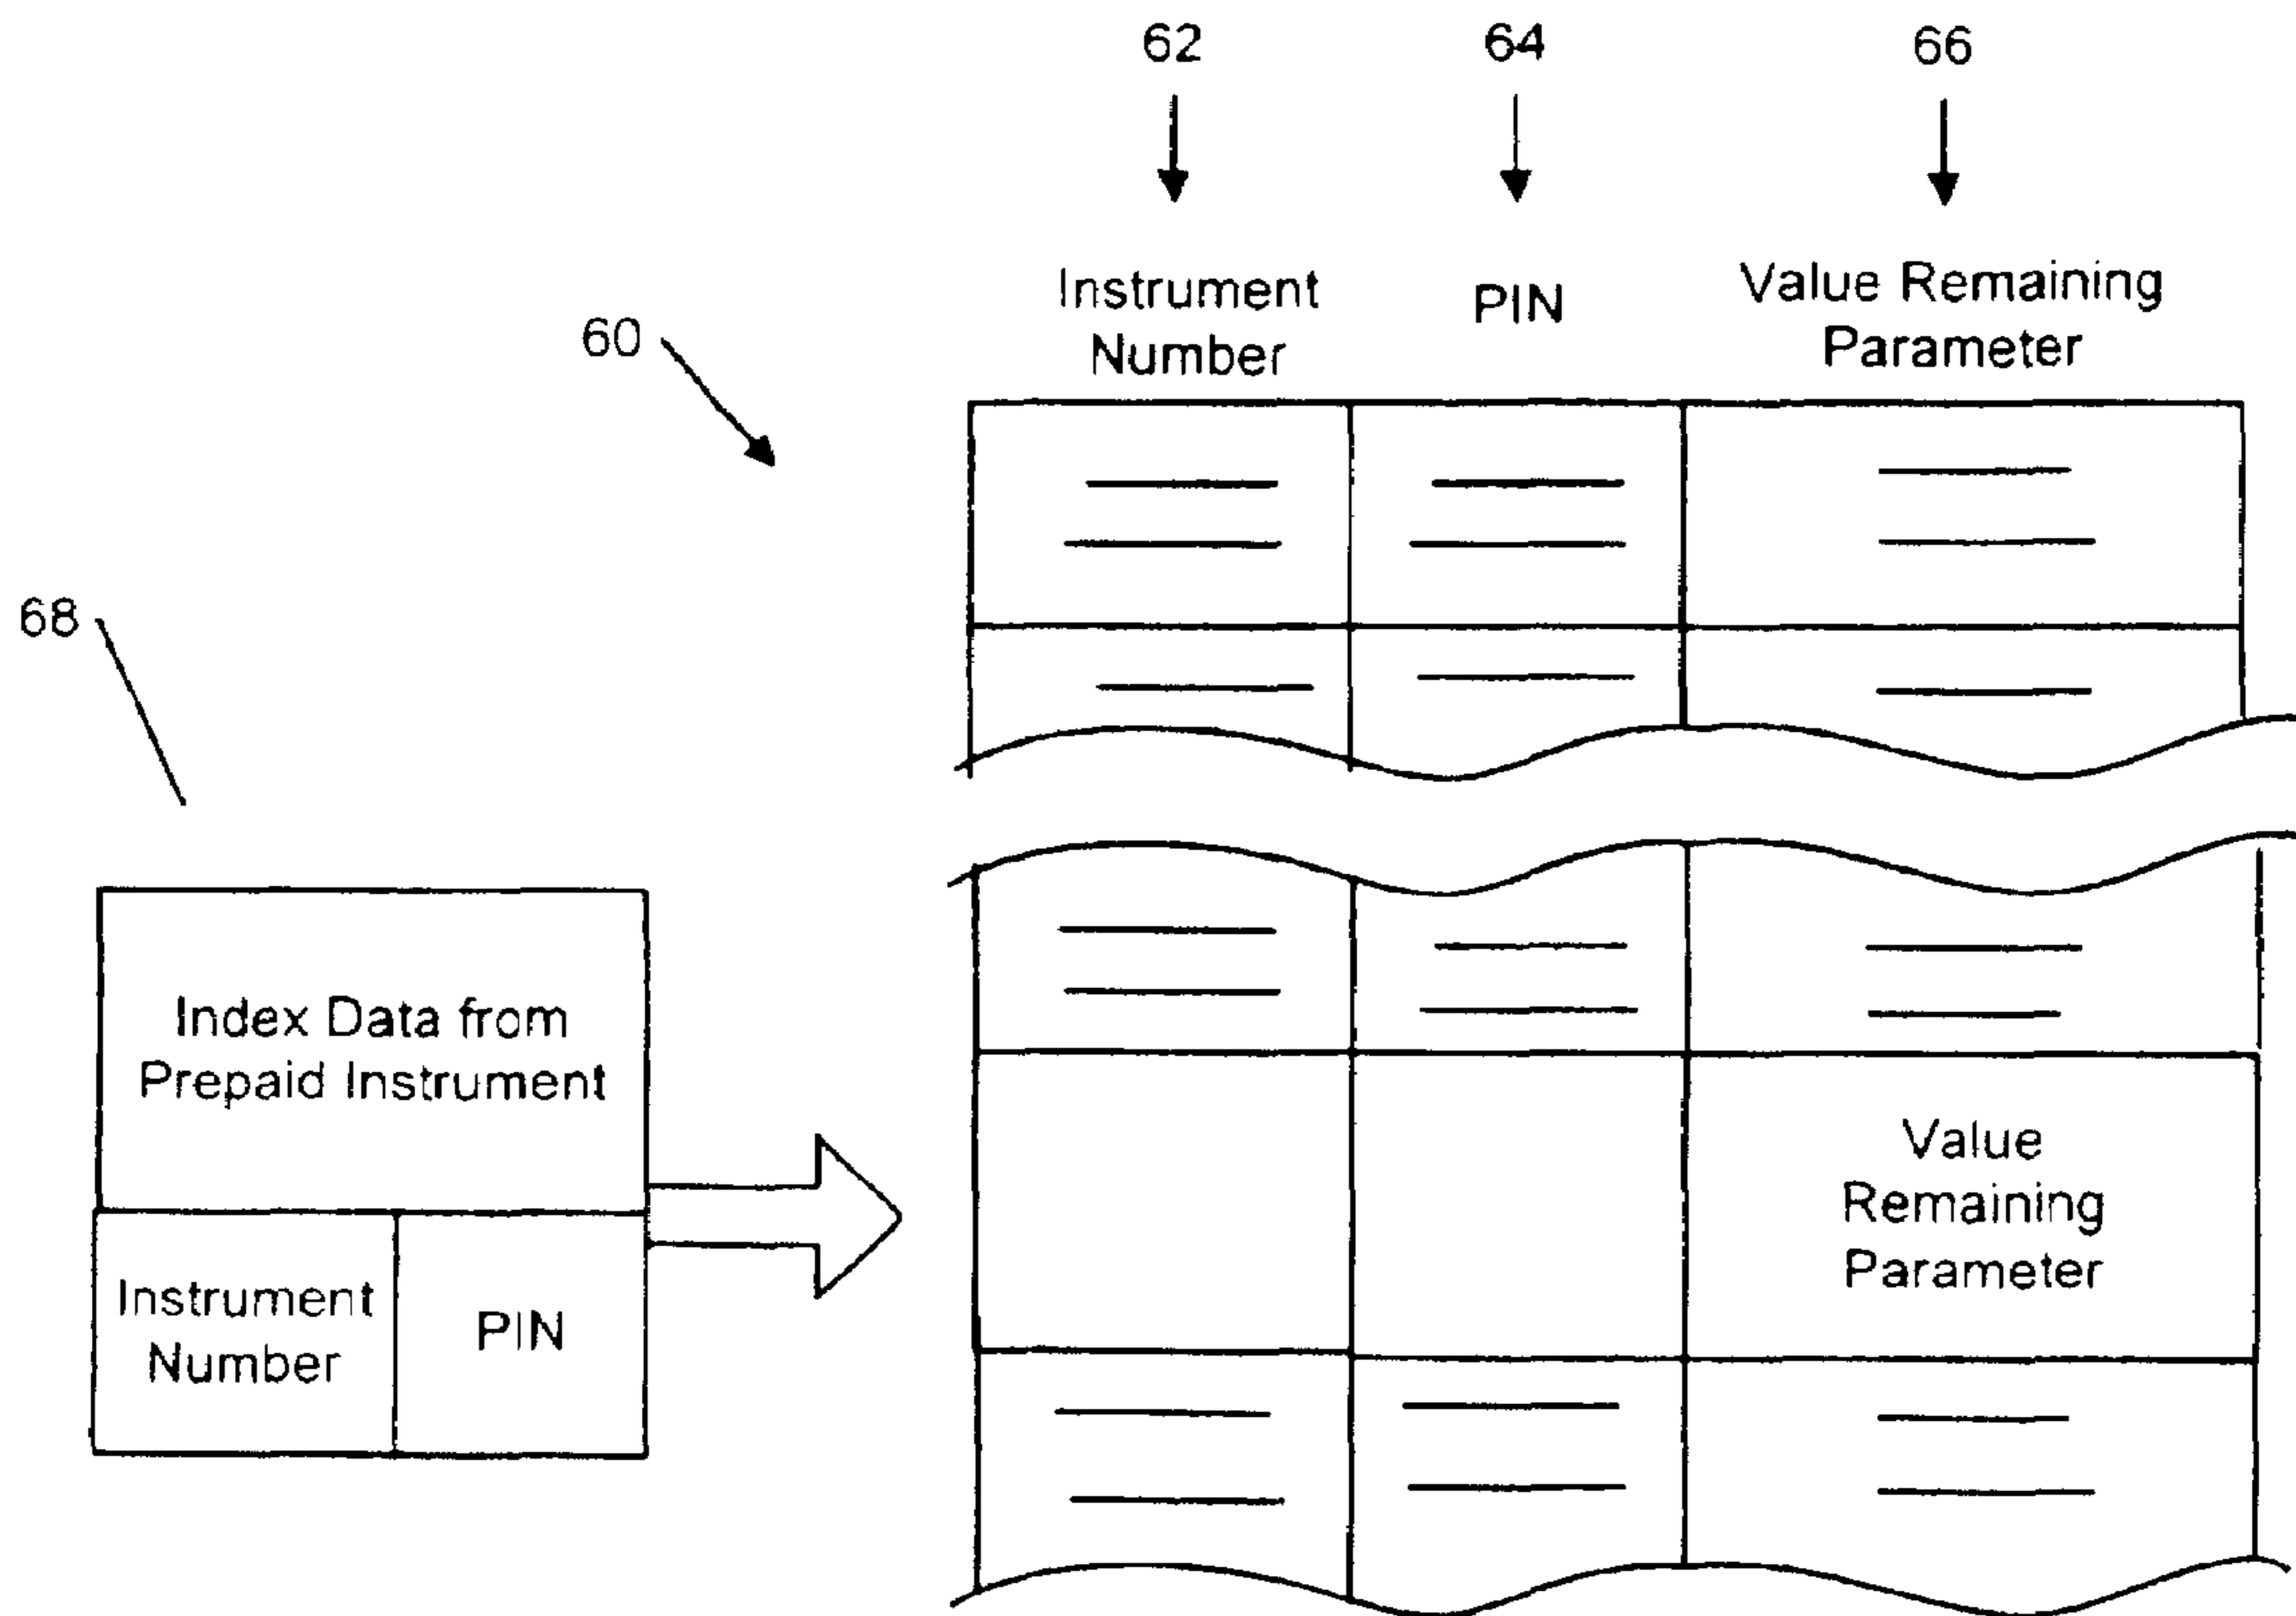 62
64
66
Instrument
Number
PIN
Value Remaining
Parameter
60
68
Index Data from
Prepaid Instrument
Instrument
Number
PIN
Value
Remaining
Parameter